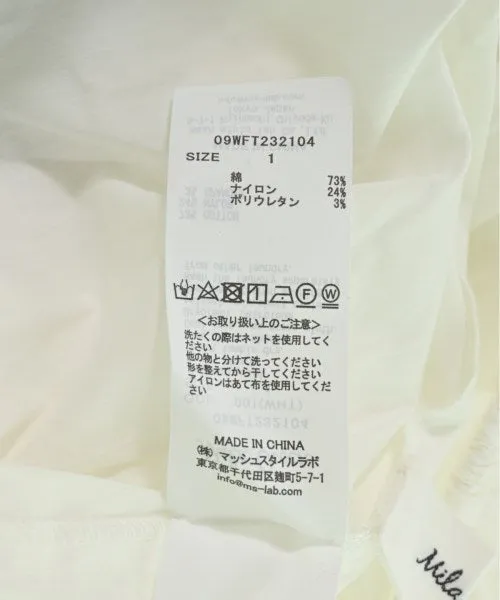 09WFT232104
SIZE 1
綿 73%
ナイロン 24%
ポリウレタン 3%
<お取り扱い上のご注意>
洗たくの際はネットを使用してく
ださい
他の物と分けて洗ってください
形を整えてから干してください
アイロンはあて布を使用してくだ
さい
MADE IN CHINA
(株)マッシュスタイルラボ
東京都千代田区麹町5-7-1
info@ms-lab.com
Mila